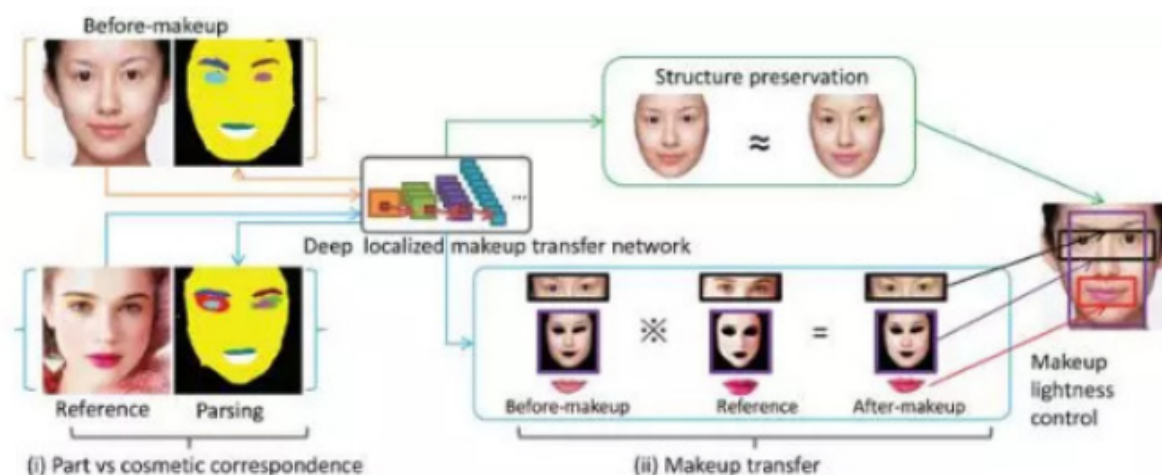 Before-makeup
Structure preservation
≈
...
Deep localized makeup transfer network
※
=
Before-makeup
Reference
After-makeup
Makeup
lightness
control
Reference
Parsing
(i) Part vs cosmetic correspondence
(ii) Makeup transfer